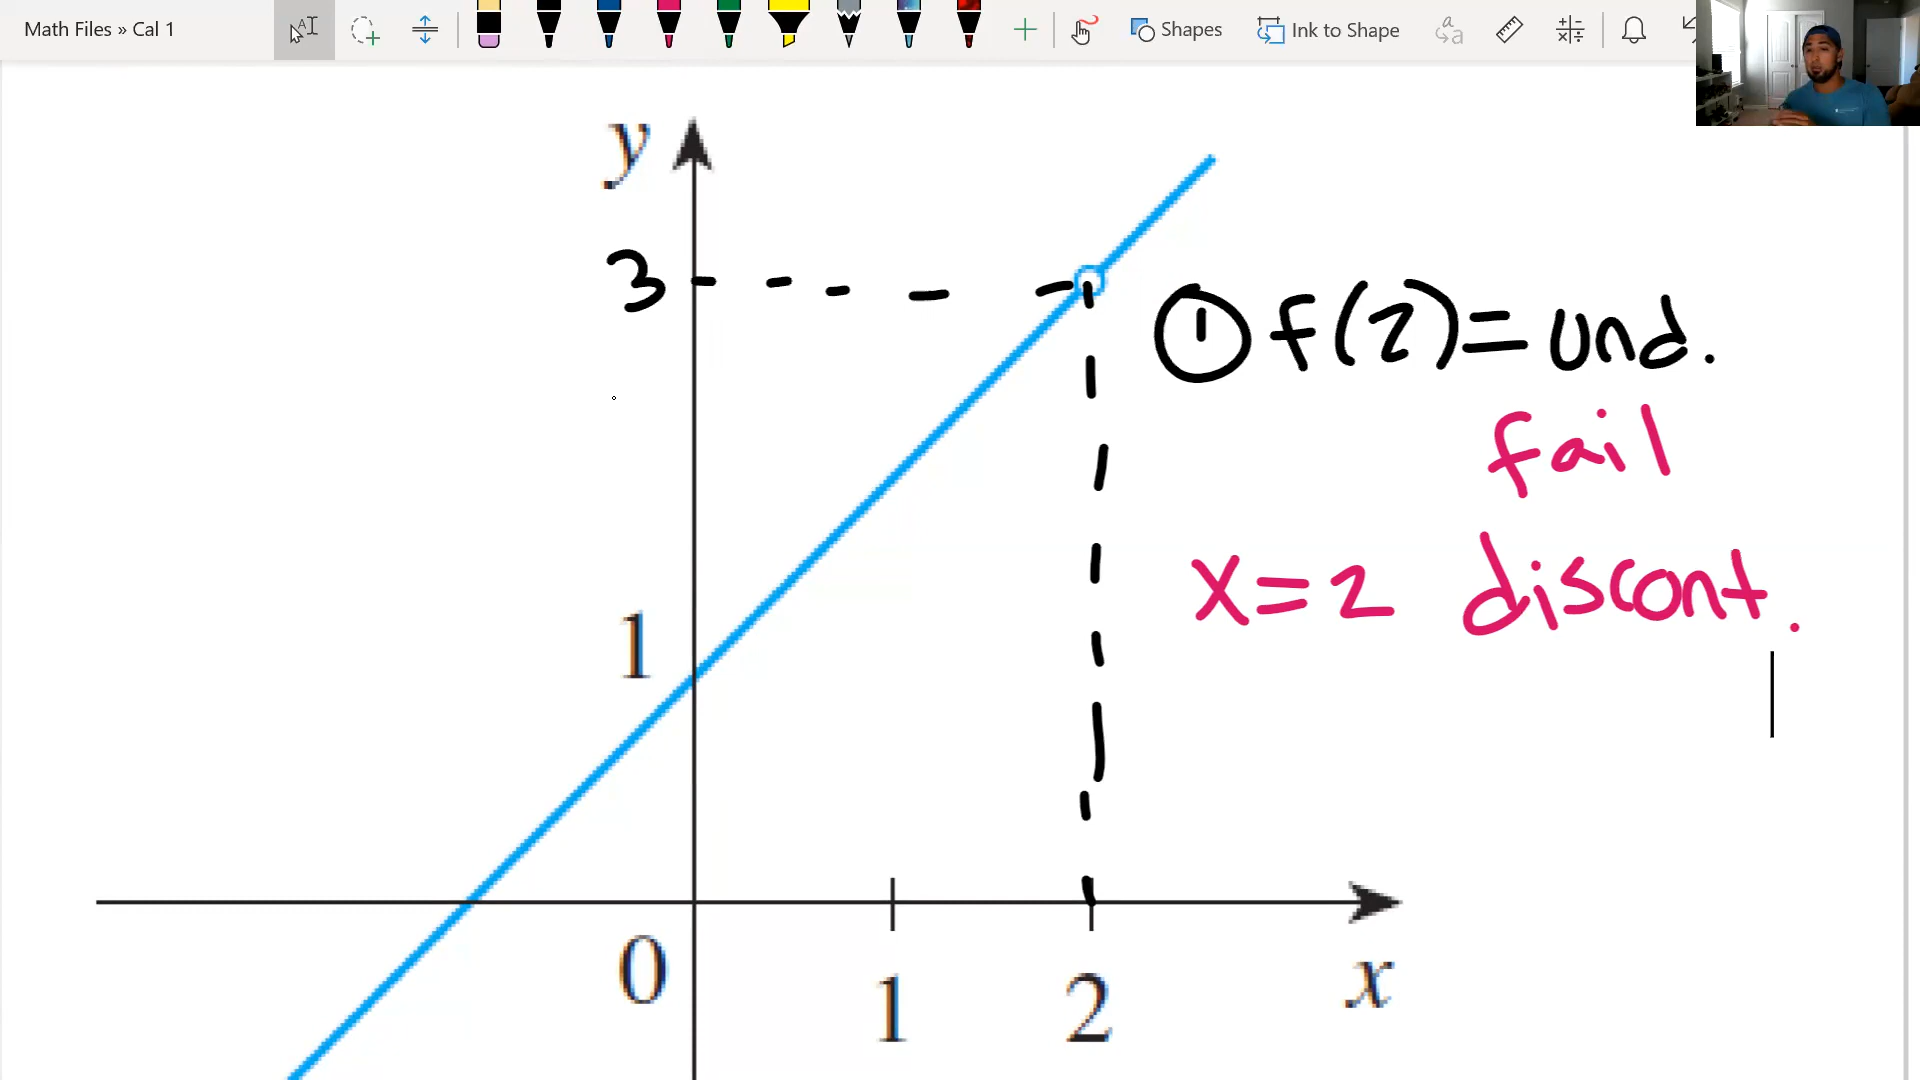 Math Files » Cal 1
Shapes
Ink to Shape
y
3
① f(2)= und.
fail
x=2 discont.
1
0
1
2
x